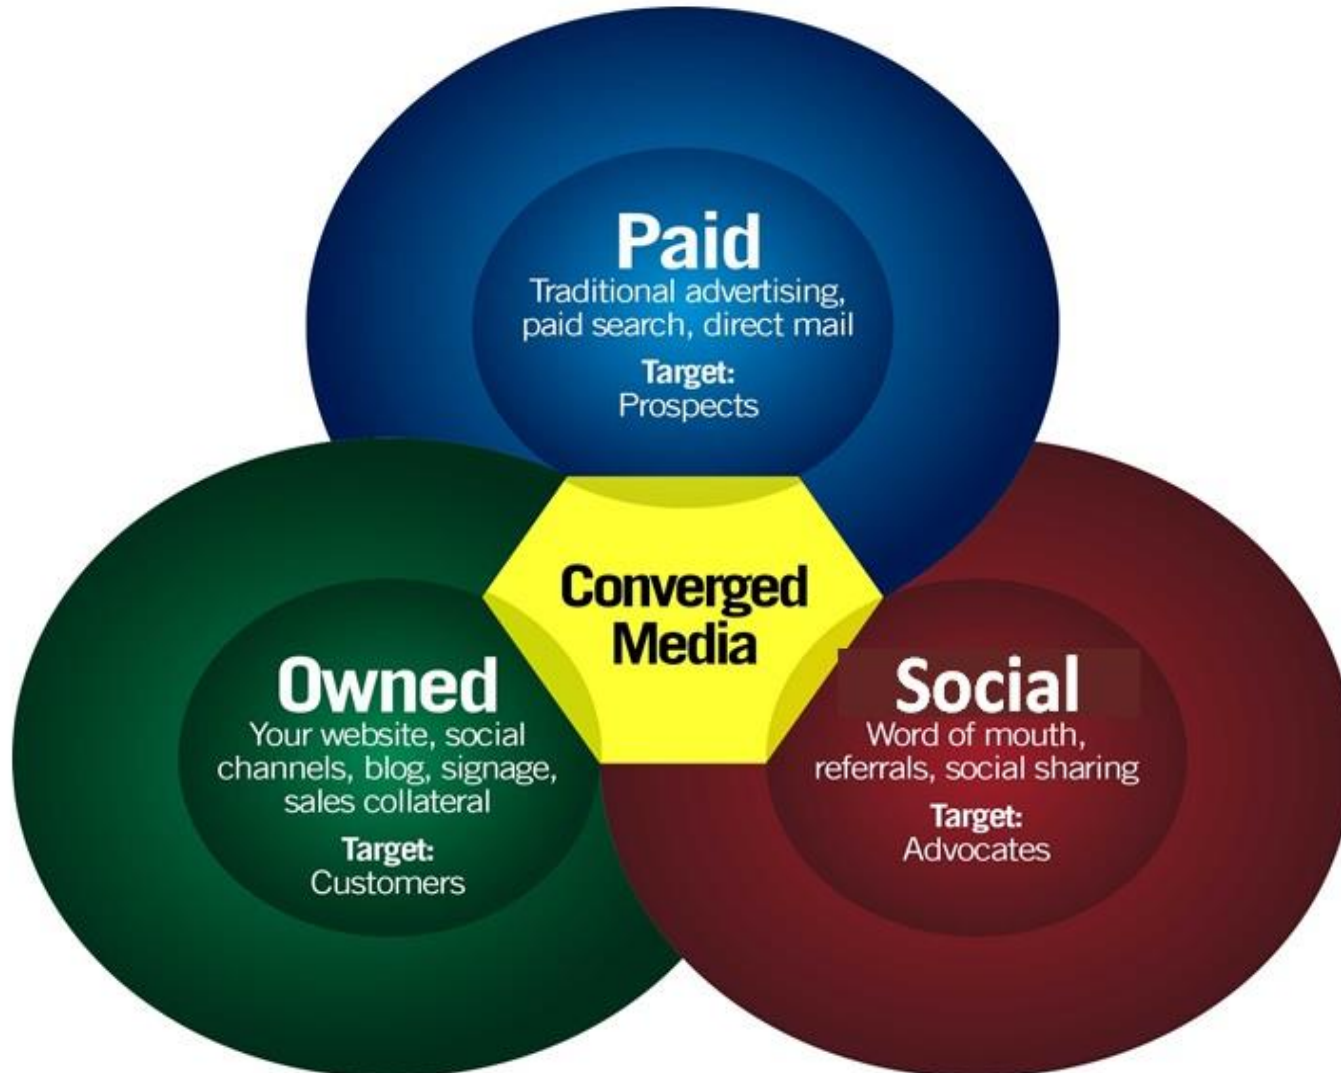 Paid
Traditional advertising,
paid search, direct mail
Target:
Prospects
Converged
Media
Owned
Your website, social
channels, blog, signage,
sales collateral
Target:
Customers
Social
Word of mouth,
referrals, social sharing
Target:
Advocates